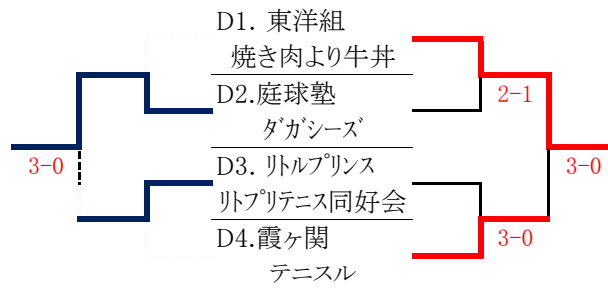 D1. 東洋組
焼き肉より牛丼
D2.庭球塾
ダガシーズ
D3. リトルプリンス
リトプリテニス同好会
D4.霞ヶ関
テニスル
3-0
2-1
3-0
3-0